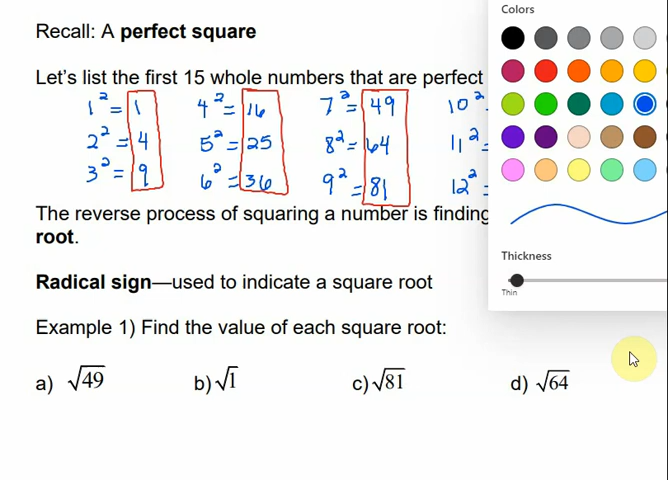 Recall: A perfect square
Colors
Let's list the first 15 whole numbers that are perfect
1² = 1 4² = 16 7² = 49 10²
2² = 4 5² = 25 8² = 64 11² =
3² = 9 6² = 36 9² = 81 12² =
The reverse process of squaring a number is finding
root.
Thickness
Thin
Radical sign—used to indicate a square root
Example 1) Find the value of each square root:
a) √49 b) √1 c) √81 d) √64